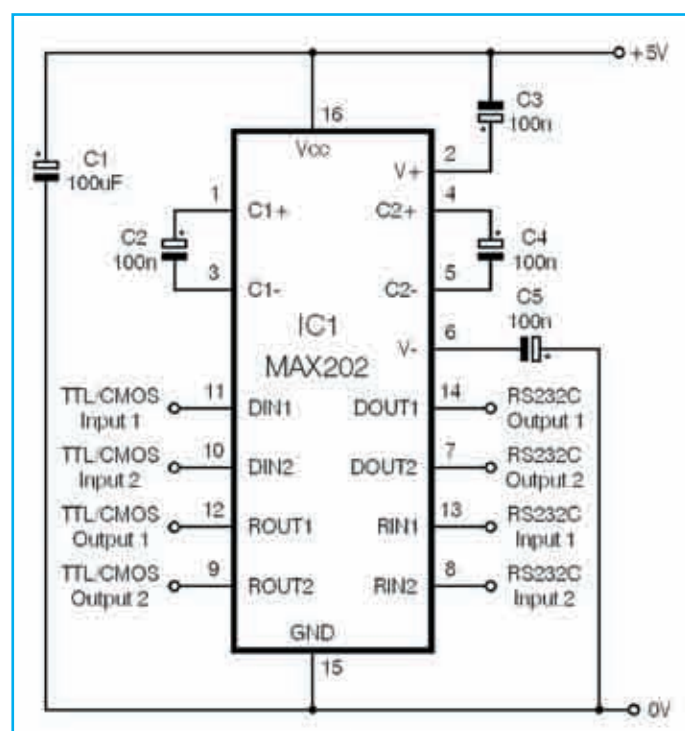 +5V
C3
100n
16
Vcc
2
V+
C1
100uF
1
4
C1+
C2+
C2
100n
C4
100n
3
5
C1-
C2-
C5
100n
IC1
6
V-
MAX202
TTL/CMOS
Input 1
11
DIN1
DOUT1
14
RS232C
Output 1
TTL/CMOS
Input 2
10
DIN2
DOUT2
7
RS232C
Output 2
TTL/CMOS
Output 1
12
ROUT1
RIN1
13
RS232C
Input 1
TTL/CMOS
Output 2
9
ROUT2
RIN2
8
RS232C
Input 2
GND
15
0V